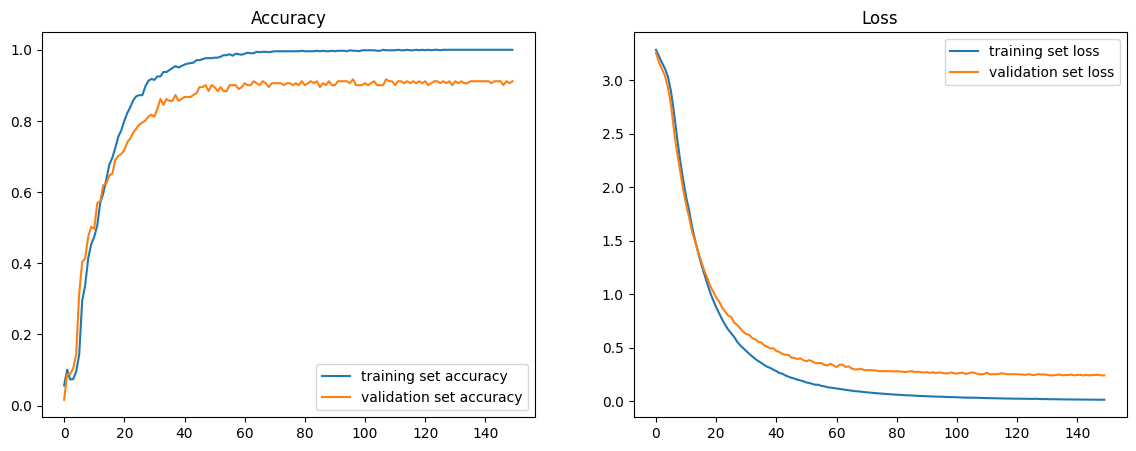 Accuracy
1.0
0.8
0.6
0.4
0.2
0.0
training set accuracy
validation set accuracy
0 20 40 60 80 100 120 140
Loss
training set loss
validation set loss
3.0
2.5
2.0
1.5
1.0
0.5
0.0
0 20 40 60 80 100 120 140